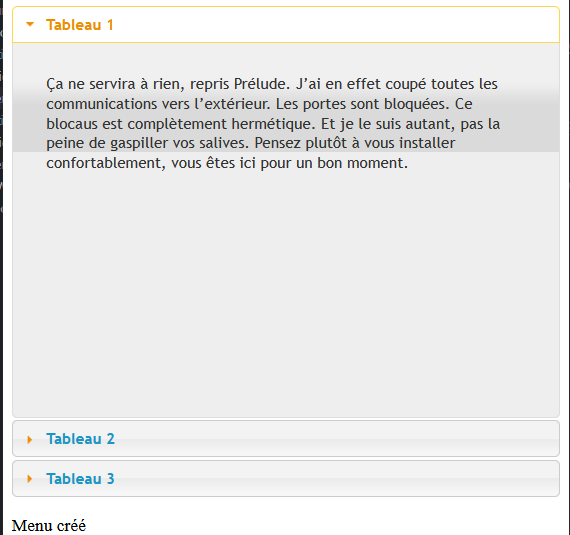 Tableau 1
Ça ne servira à rien, repris Prélude. J’ai en effet coupé toutes les
communications vers l’extérieur. Les portes sont bloquées. Ce
blocaus est complètement hermétique. Et je le suis autant, pas la
peine de gaspiller vos salives. Pensez plutôt à vous installer
confortablement, vous êtes ici pour un bon moment.
Tableau 2
Tableau 3
Menu créé